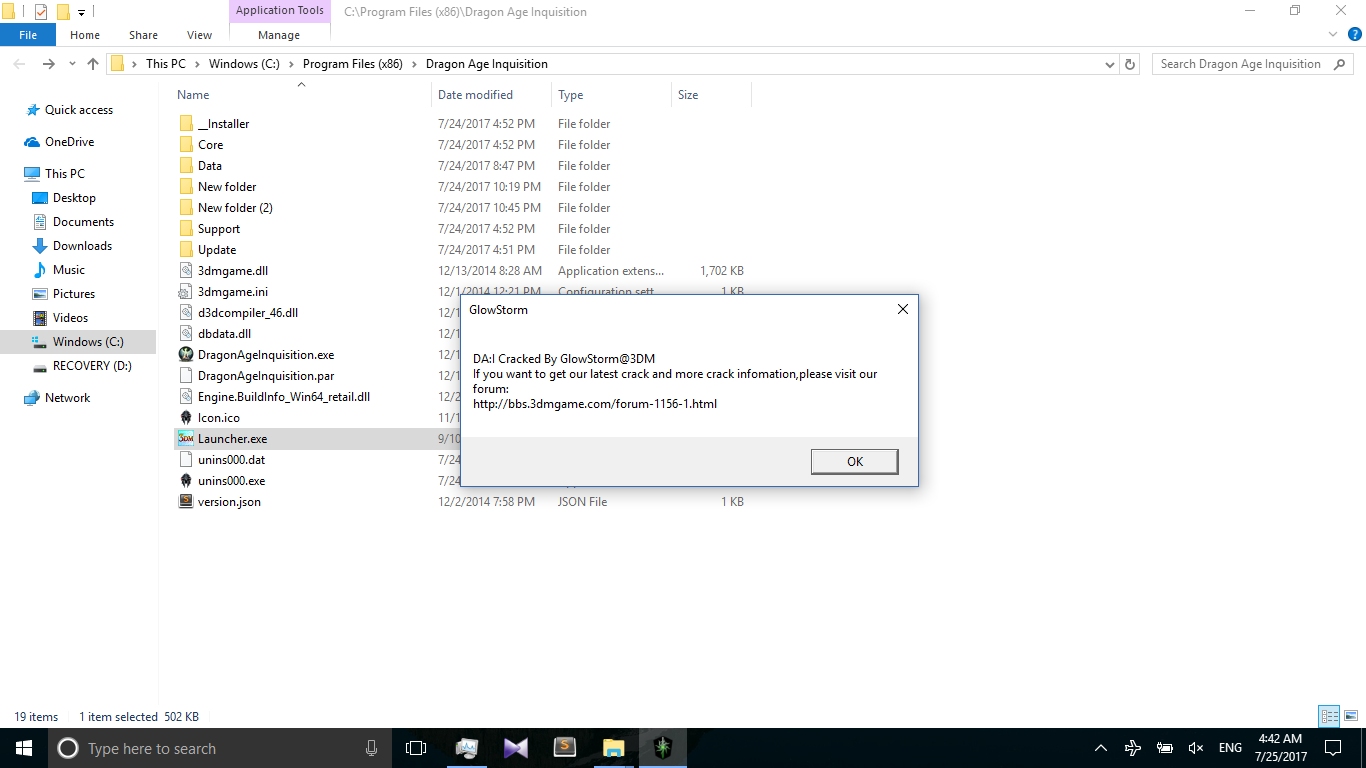 Application Tools
C:\Program Files (x86)\Dragon Age Inquisition
File Home Share View Manage
This PC Windows (C:) Program Files (x86) Dragon Age Inquisition
Search Dragon Age Inquisition
Name Date modified Type Size
Quick access
OneDrive
This PC
Desktop
Documents
Downloads
Music
Pictures
Videos
Windows (C:)
RECOVERY (D:)
Network
__Installer 7/24/2017 4:52 PM File folder
Core 7/24/2017 4:52 PM File folder
Data 7/24/2017 8:47 PM File folder
New folder 7/24/2017 10:19 PM File folder
New folder (2) 7/24/2017 10:45 PM File folder
Support 7/24/2017 4:52 PM File folder
Update 7/24/2017 4:51 PM File folder
3dmgame.dll 12/13/2014 8:28 AM Application extens... 1,702 KB
3dmgame.ini 12/1/2014 12:21 PM Configuration sett... 1 KB
d3dcompiler_46.dll 12/1
dbdata.dll 12/1
DragonAgeInquisition.exe 12/1
DragonAgeInquisition.par 12/1
Engine.BuildInfo_Win64_retail.dll 12/2
Icon.ico 11/1
3DM Launcher.exe 9/10
unins000.dat 7/24
unins000.exe 7/24
version.json 12/2/2014 7:58 PM JSON File 1 KB
GlowStorm
DA:I Cracked By GlowStorm@3DM
If you want to get our latest crack and more crack infomation,please visit our
forum:
http://bbs.3dmgame.com/forum-1156-1.html
OK
19 items 1 item selected 502 KB
Type here to search
ENG
4:42 AM
7/25/2017